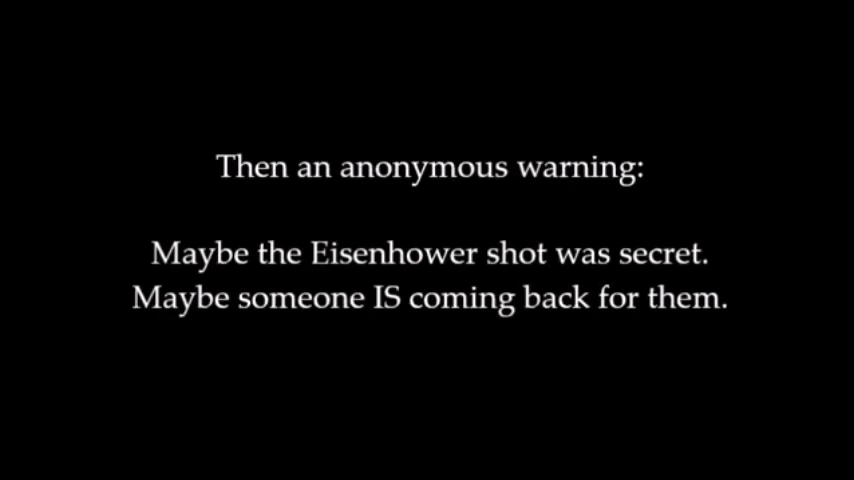 Then an anonymous warning:
Maybe the Eisenhower shot was secret.
Maybe someone IS coming back for them.